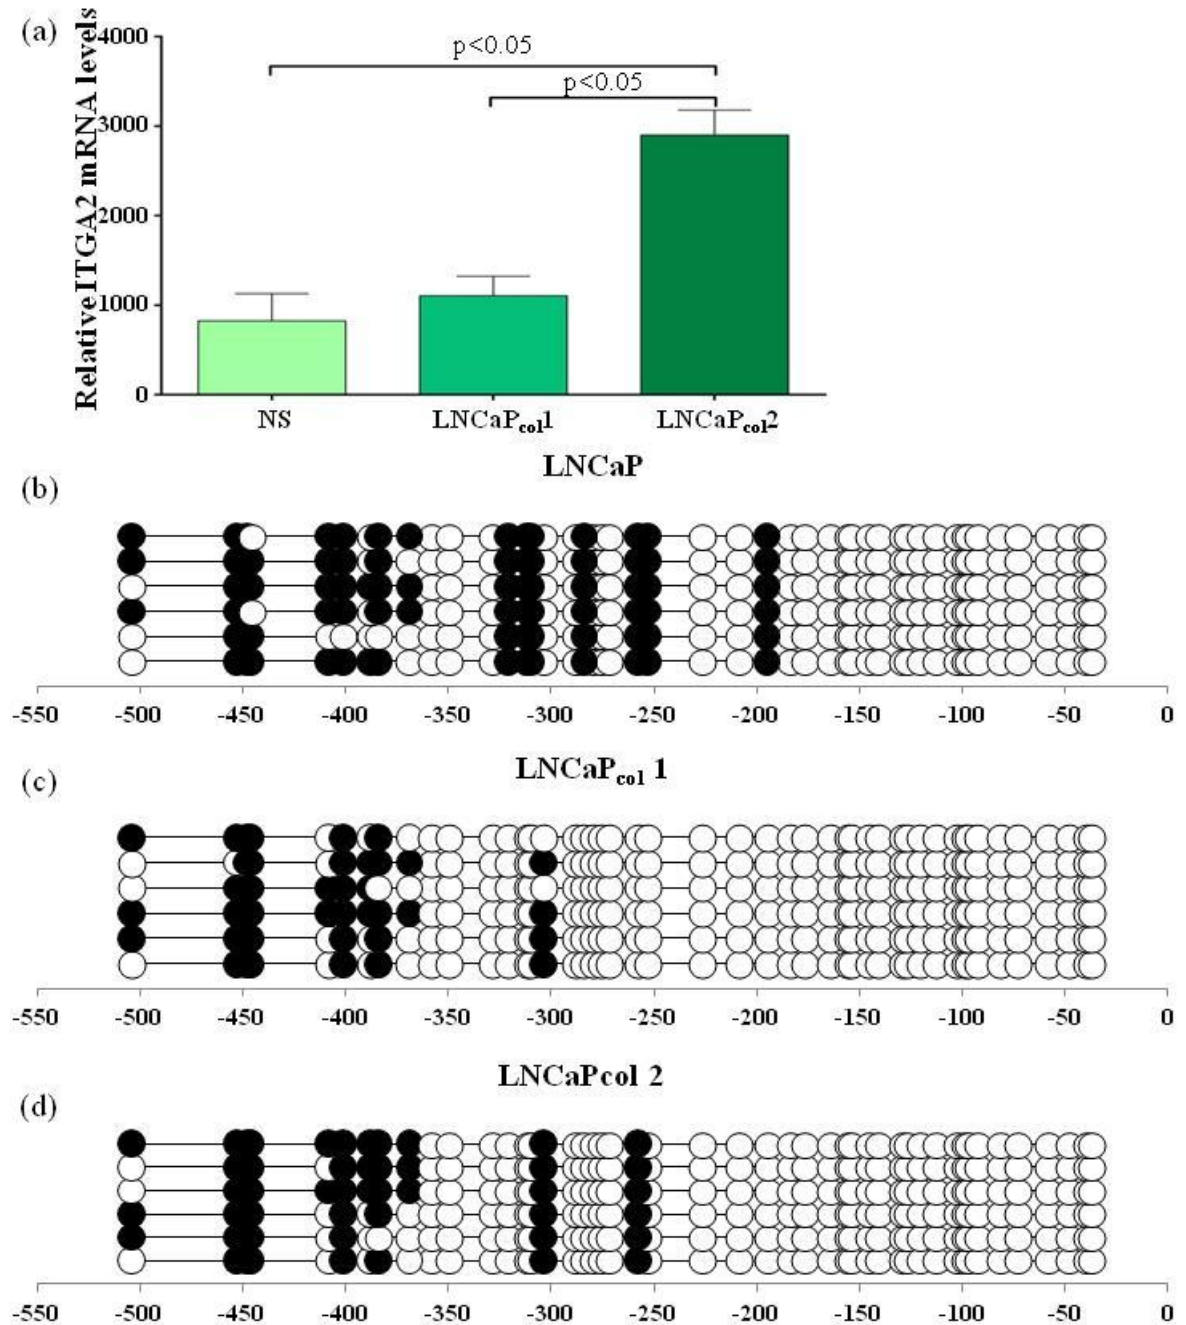 (a)
Relative ITGA2 mRNA levels
4000
3000
2000
1000
0
p<0.05
p<0.05
NS LNCaPcol1 LNCaPcol2
LNCaP
(b)
-550 -500 -450 -400 -350 -300 -250 -200 -150 -100 -50 0
LNCaPcol 1
(c)
-550 -500 -450 -400 -350 -300 -250 -200 -150 -100 -50 0
LNCaPcol 2
(d)
-550 -500 -450 -400 -350 -300 -250 -200 -150 -100 -50 0